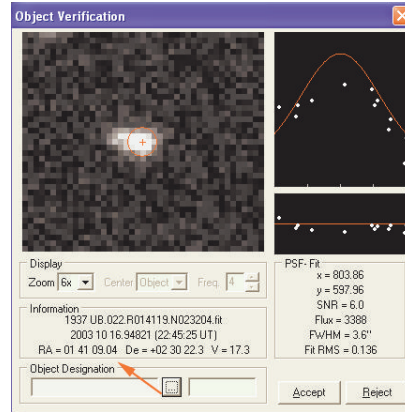 Object Verification
Display
Zoom 6x Center Object Freq. 4
Information
1937 UB.022.R014119.N023204.fit
2003 10 16.94821 (22:45:25 UT)
RA = 01 41 09.04 De = +02 30 22.3 V = 17.3
Object Designation
...
PSF- Fit
x = 803.86
y = 597.96
SNR = 6.0
Flux = 3388
FWHM = 3.6"
Fit RMS = 0.136
Accept Reject